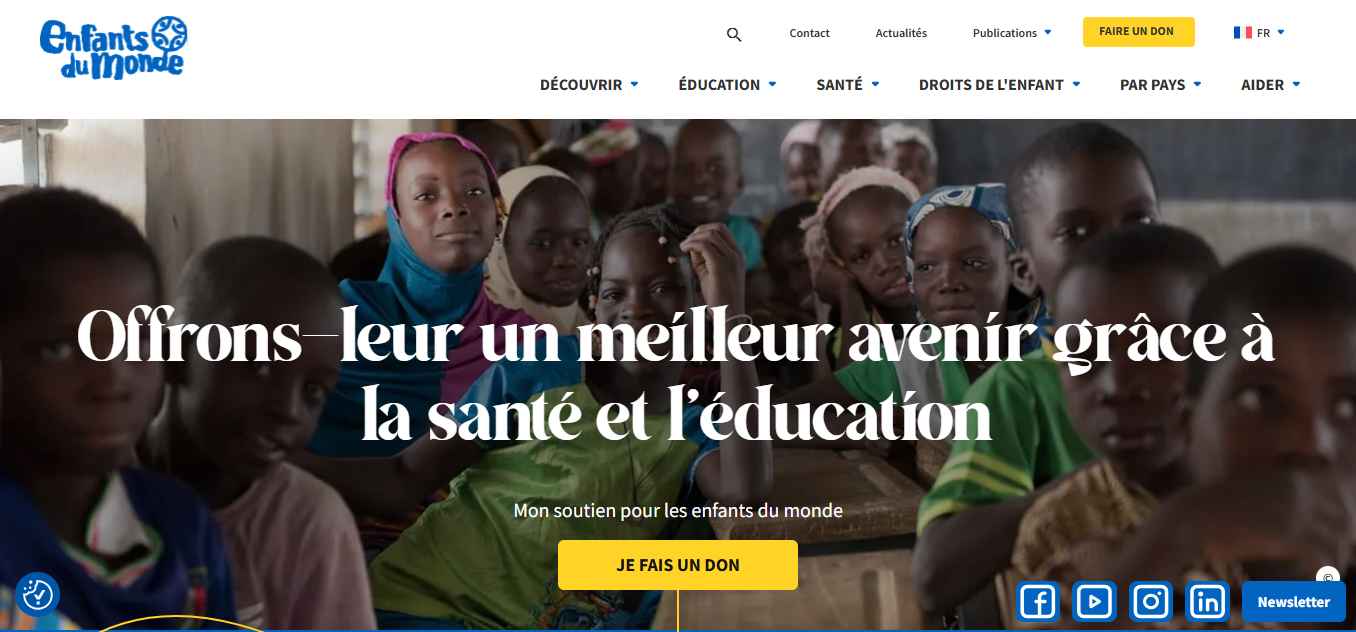 enfants
du monde
Contact
Actualités
Publications
FAIRE UN DON
FR
DÉCOUVRIR
ÉDUCATION
SANTÉ
DROITS DE L'ENFANT
PAR PAYS
AIDER
Offrons-leur un meilleur avenir grâce à
la santé et l’éducation
Mon soutien pour les enfants du monde
JE FAIS UN DON
©
Newsletter